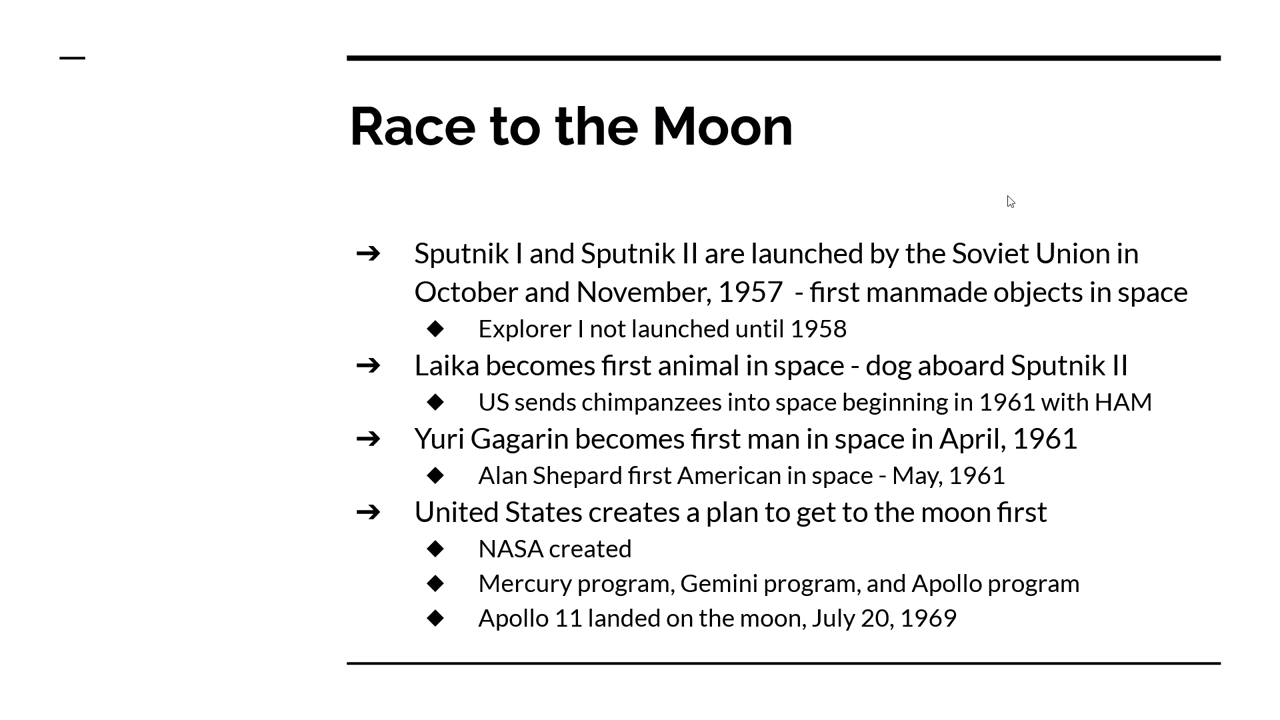 Race to the Moon
➔ Sputnik I and Sputnik II are launched by the Soviet Union in
October and November, 1957  - first manmade objects in space
◆ Explorer I not launched until 1958
➔ Laika becomes first animal in space - dog aboard Sputnik II
◆ US sends chimpanzees into space beginning in 1961 with HAM
➔ Yuri Gagarin becomes first man in space in April, 1961
◆ Alan Shepard first American in space - May, 1961
➔ United States creates a plan to get to the moon first
◆ NASA created
◆ Mercury program, Gemini program, and Apollo program
◆ Apollo 11 landed on the moon, July 20, 1969